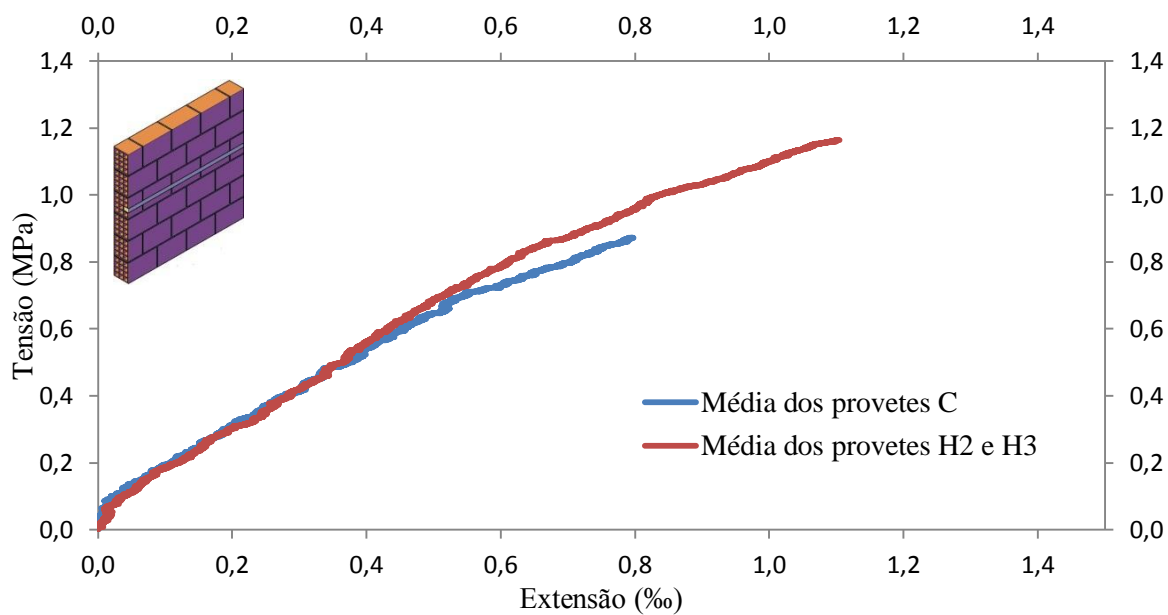 0,0 0,2 0,4 0,6 0,8 1,0 1,2 1,4
1,4 1,4
1,2 1,2
1,0 1,0
0,8 0,8
0,6 0,6
0,4 0,4
0,2 0,2
0,0 0,0
Tensão (MPa)
Média dos provetes C
Média dos provetes H2 e H3
0,0 0,2 0,4 0,6 0,8 1,0 1,2 1,4
Extensão (‰)